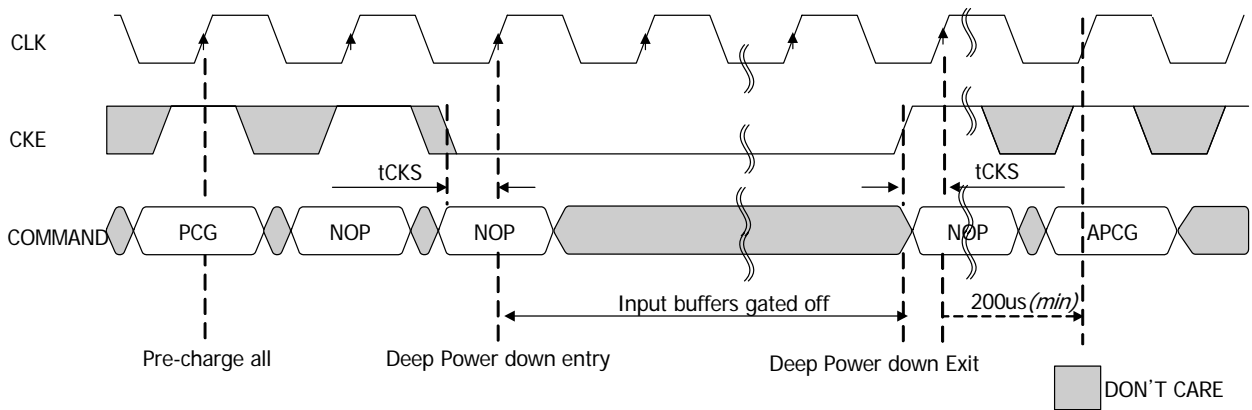 CLK
CKE
tCKS
tCKS
COMMAND
PCG
NOP
NOP
NOP
APCG
Input buffers gated off
200us(min)
Pre-charge all
Deep Power down entry
Deep Power down Exit
DON'T CARE